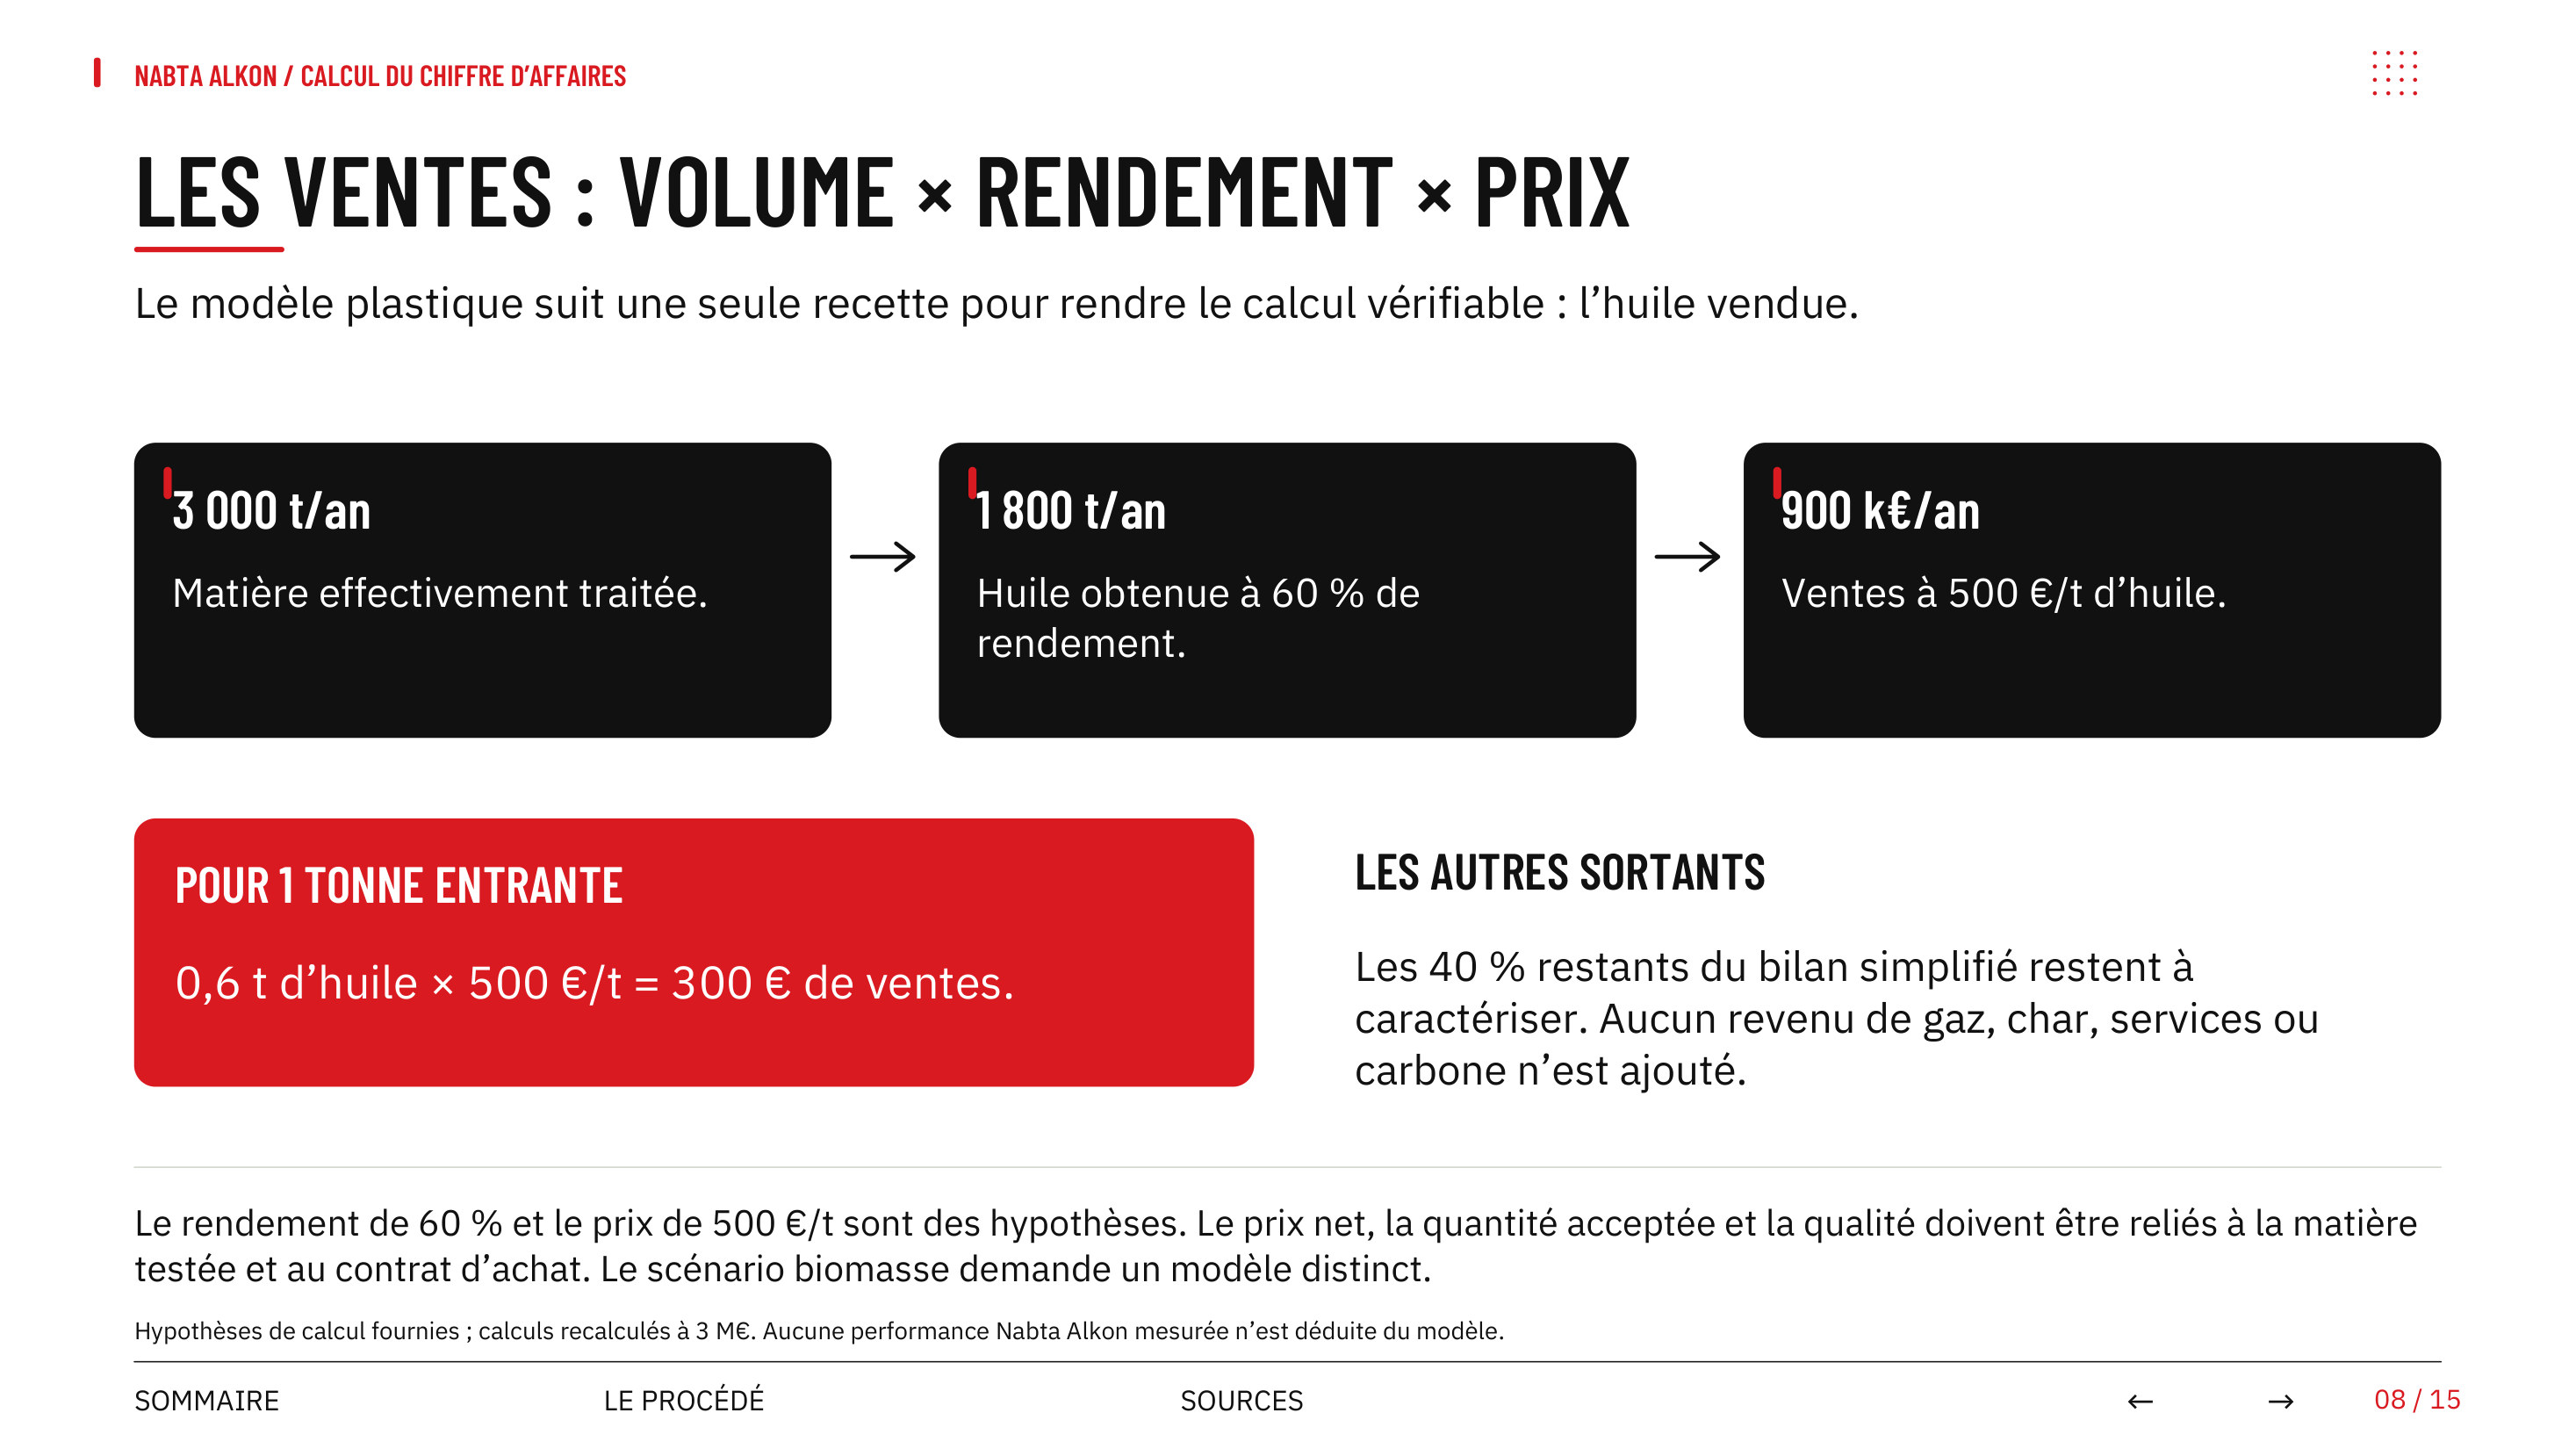 NABTA ALKON / CALCUL DU CHIFFRE D’AFFAIRES
LES VENTES : VOLUME × RENDEMENT × PRIX
Le modèle plastique suit une seule recette pour rendre le calcul vérifiable : l’huile vendue.
3 000 t/an
Matière effectivement traitée.
→
1 800 t/an
Huile obtenue à 60 % de
rendement.
→
900 k€/an
Ventes à 500 €/t d’huile.
POUR 1 TONNE ENTRANTE
0,6 t d’huile × 500 €/t = 300 € de ventes.
LES AUTRES SORTANTS
Les 40 % restants du bilan simplifié restent à
caractériser. Aucun revenu de gaz, char, services ou
carbone n’est ajouté.
Le rendement de 60 % et le prix de 500 €/t sont des hypothèses. Le prix net, la quantité acceptée et la qualité doivent être reliés à la matière
testée et au contrat d’achat. Le scénario biomasse demande un modèle distinct.
Hypothèses de calcul fournies ; calculs recalculés à 3 M€. Aucune performance Nabta Alkon mesurée n’est déduite du modèle.
SOMMAIRE LE PROCÉDÉ SOURCES ← → 08 / 15